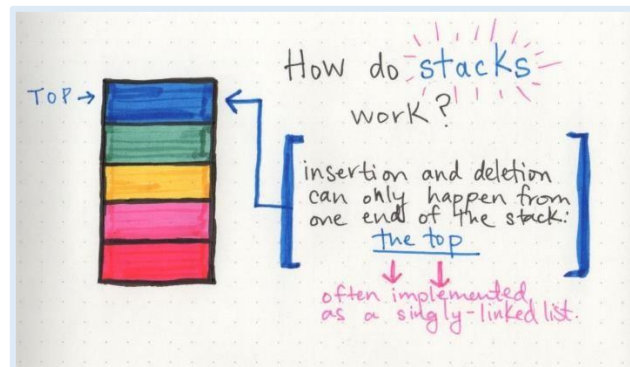 How do stacks
work?
TOP →
insertion and deletion
can only happen from
one end of the stack:
the top
often implemented
as a singly-linked list.